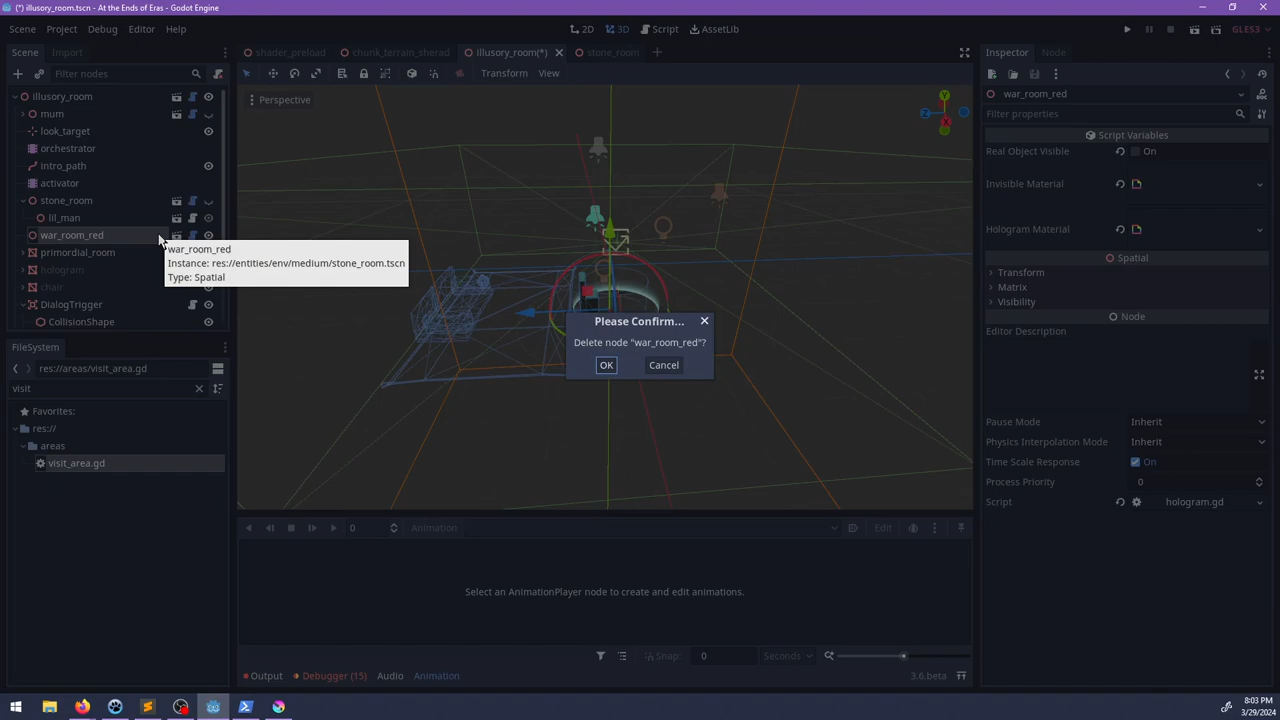 (*) illusory_room.tscn - At the Ends of Eras - Godot Engine
Scene Project Debug Editor Help
2D 3D Script AssetLib
GLES3
Scene Import
shader_preload chunk_terrain_sherad illusory_room(*) stone_room
Inspector Node
Filter nodes
Transform View
illusory_room
Perspective
Y
Z
X
war_room_red
mum
Filter properties
look_target
Script Variables
orchestrator
Real Object Visible On
intro_path
activator
Invisible Material
stone_room
lil_man
war_room_red
Hologram Material
war_room_red
Instance: res://entities/env/medium/stone_room.tscn
Type: Spatial
primordial_room
Spatial
hologram
Transform
chair
Matrix
DialogTrigger
Visibility
CollisionShape
Node
Please Confirm...
Delete node "war_room_red"?
OK Cancel
Editor Description
FileSystem
res://areas/visit_area.gd
visit
Favorites:
res://
areas
visit_area.gd
Pause Mode Inherit
Physics Interpolation Mode Inherit
Time Scale Response On
Process Priority 0
Script hologram.gd
0 Animation Edit
Select an AnimationPlayer node to create and edit animations.
Snap: 0 Seconds
Output Debugger (15) Audio Animation
3.6.beta
8:03 PM
3/29/2024